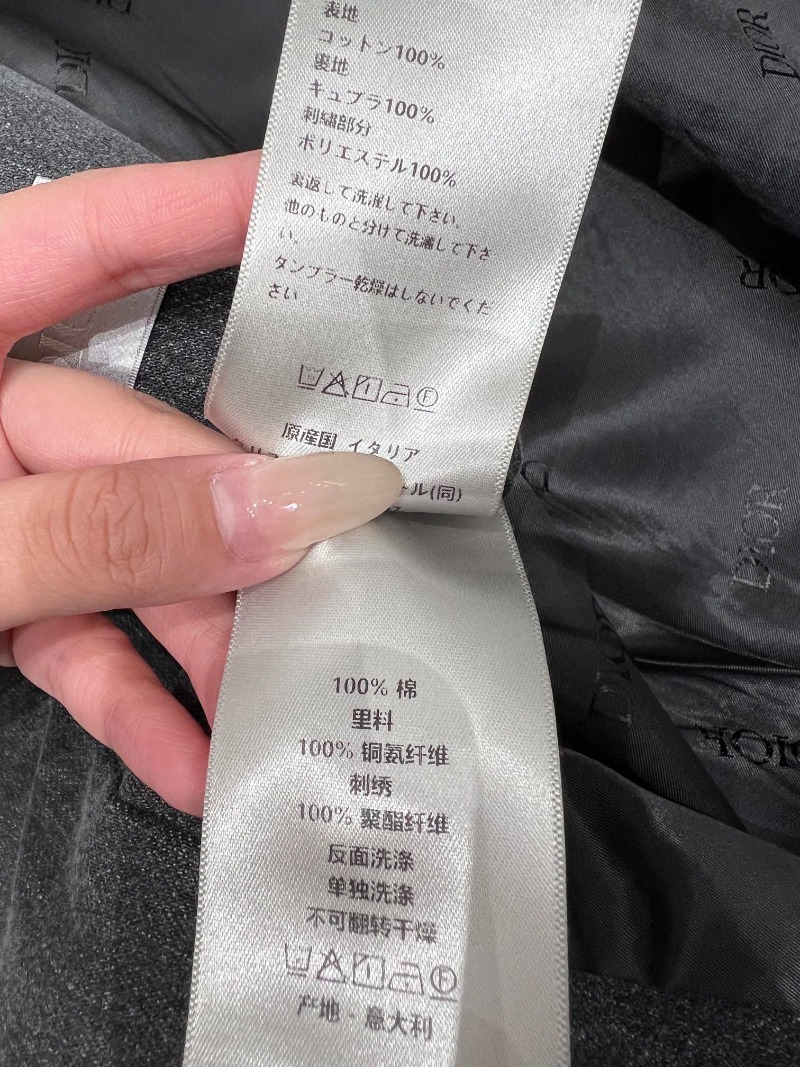 表地
コットン100%
裏地
キュプラ100%
刺繍部分
ポリエステル100%
裏返して洗濯して下さい。
他のものと分けて洗濯して下さ
い。
タンブラー乾燥はしないでくだ
さい
原産国 イタリア
ル(同)
100% 棉
里料
100% 铜氨纤维
刺绣
100% 聚酯纤维
反面洗涤
单独洗涤
不可翻转干燥
产地 - 意大利
DIOR
DIOR
DIOR